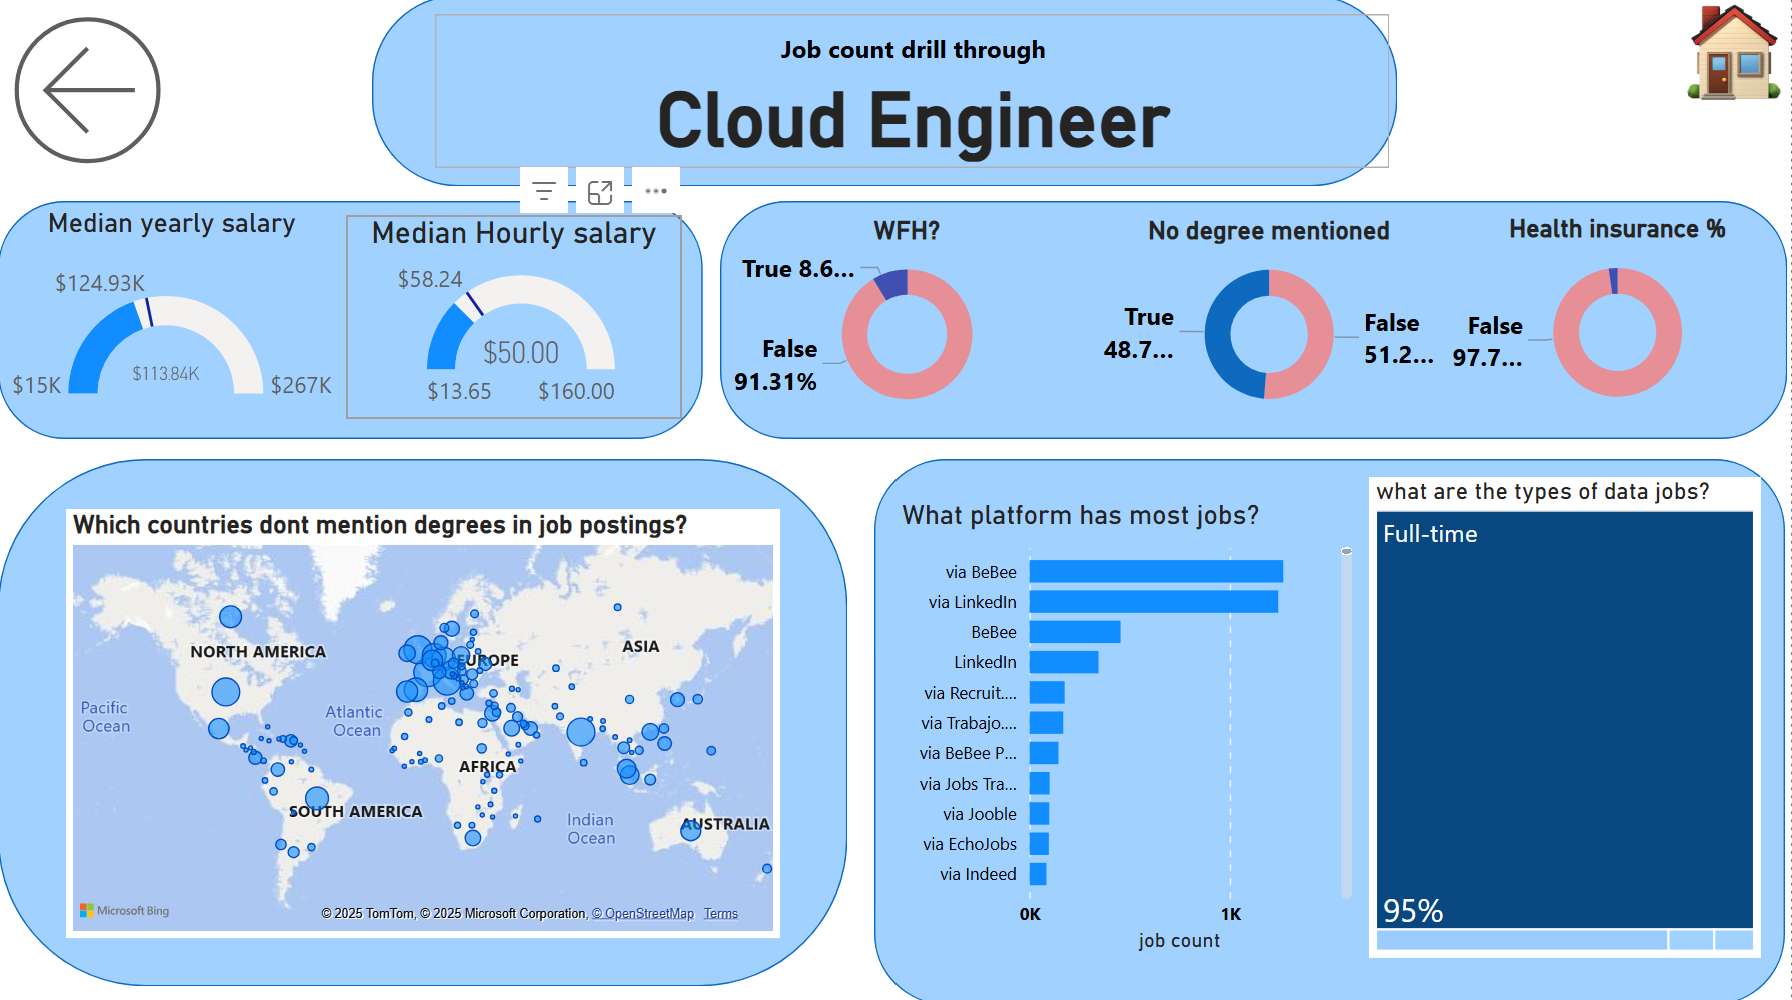 Job count drill through
Cloud Engineer
Median yearly salary
$124.93K
$113.84K
$15K
$267K
Median Hourly salary
$58.24
$50.00
$13.65
$160.00
WFH?
True 8.6...
False
91.31%
No degree mentioned
True
48.7...
False
51.2...
Health insurance %
False
97.7...
Which countries dont mention degrees in job postings?
NORTH AMERICA
EUROPE
ASIA
Pacific
Ocean
Atlantic
Ocean
AFRICA
SOUTH AMERICA
Indian
Ocean
AUSTRALIA
Microsoft Bing
© 2025 TomTom, © 2025 Microsoft Corporation, © OpenStreetMap Terms
What platform has most jobs?
via BeBee
via LinkedIn
BeBee
LinkedIn
via Recruit....
via Trabajo....
via BeBee P...
via Jobs Tra...
via Jooble
via EchoJobs
via Indeed
0K
1K
job count
what are the types of data jobs?
Full-time
95%